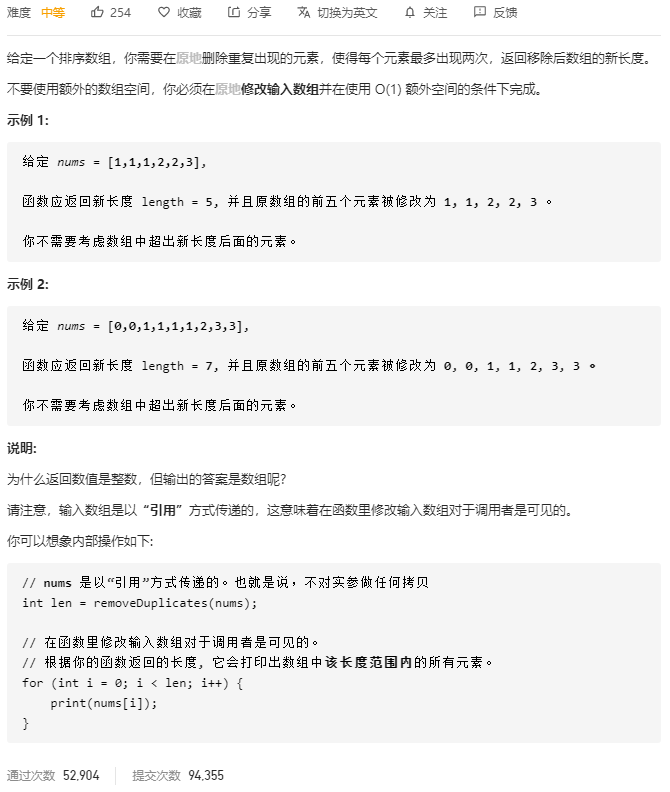 难度 中等 254 收藏 分享 切换为英文 关注 反馈
给定一个排序数组，你需要在原地删除重复出现的元素，使得每个元素最多出现两次，返回移除后数组的新长度。
不要使用额外的数组空间，你必须在原地修改输入数组并在使用 O(1) 额外空间的条件下完成。
示例 1:
给定 nums = [1,1,1,2,2,3],
函数应返回新长度 length = 5, 并且原数组的前五个元素被修改为 1, 1, 2, 2, 3 。
你不需要考虑数组中超出新长度后面的元素。
示例 2:
给定 nums = [0,0,1,1,1,1,2,3,3],
函数应返回新长度 length = 7, 并且原数组的前五个元素被修改为 0, 0, 1, 1, 2, 3, 3 。
你不需要考虑数组中超出新长度后面的元素。
说明:
为什么返回数值是整数，但输出的答案是数组呢?
请注意，输入数组是以“引用”方式传递的，这意味着在函数里修改输入数组对于调用者是可见的。
你可以想象内部操作如下:
// nums 是以“引用”方式传递的。也就是说，不对实参做任何拷贝
int len = removeDuplicates(nums);
// 在函数里修改输入数组对于调用者是可见的。
// 根据你的函数返回的长度, 它会打印出数组中该长度范围内的所有元素。
for (int i = 0; i < len; i++) {
    print(nums[i]);
}
通过次数 52,904 提交次数 94,355